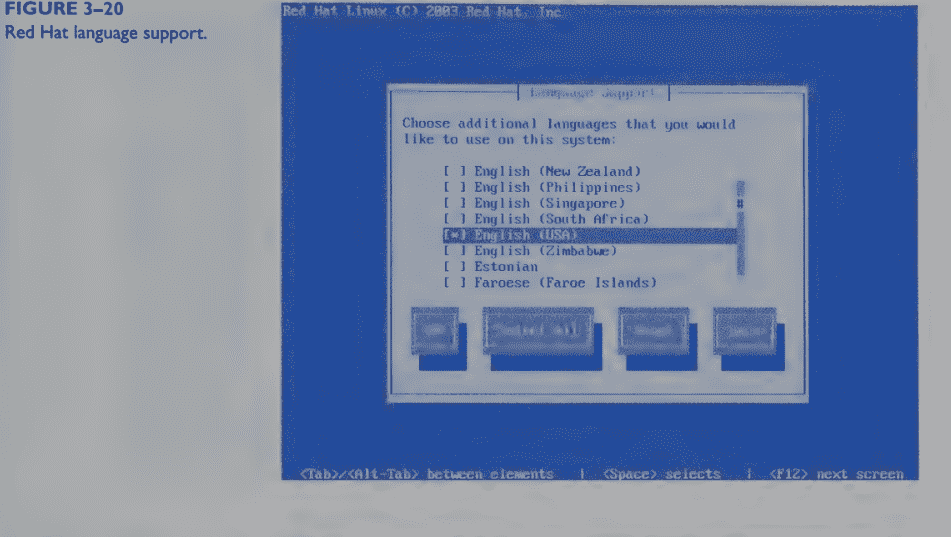 FIGURE 3–20
Red Hat language support.
Red Hat Linux (C) 2003 Red Hat, Inc
Language Support
Choose additional languages that you would
like to use on this system:
[ ] English (New Zealand)
[ ] English (Philippines)
[ ] English (Singapore)
[ ] English (South Africa)
[*] English (USA)
[ ] English (Zimbabwe)
[ ] Estonian
[ ] Faroese (Faroe Islands)
<Tab>/<Alt-Tab> between elements | <Space> selects | <F12> next screen